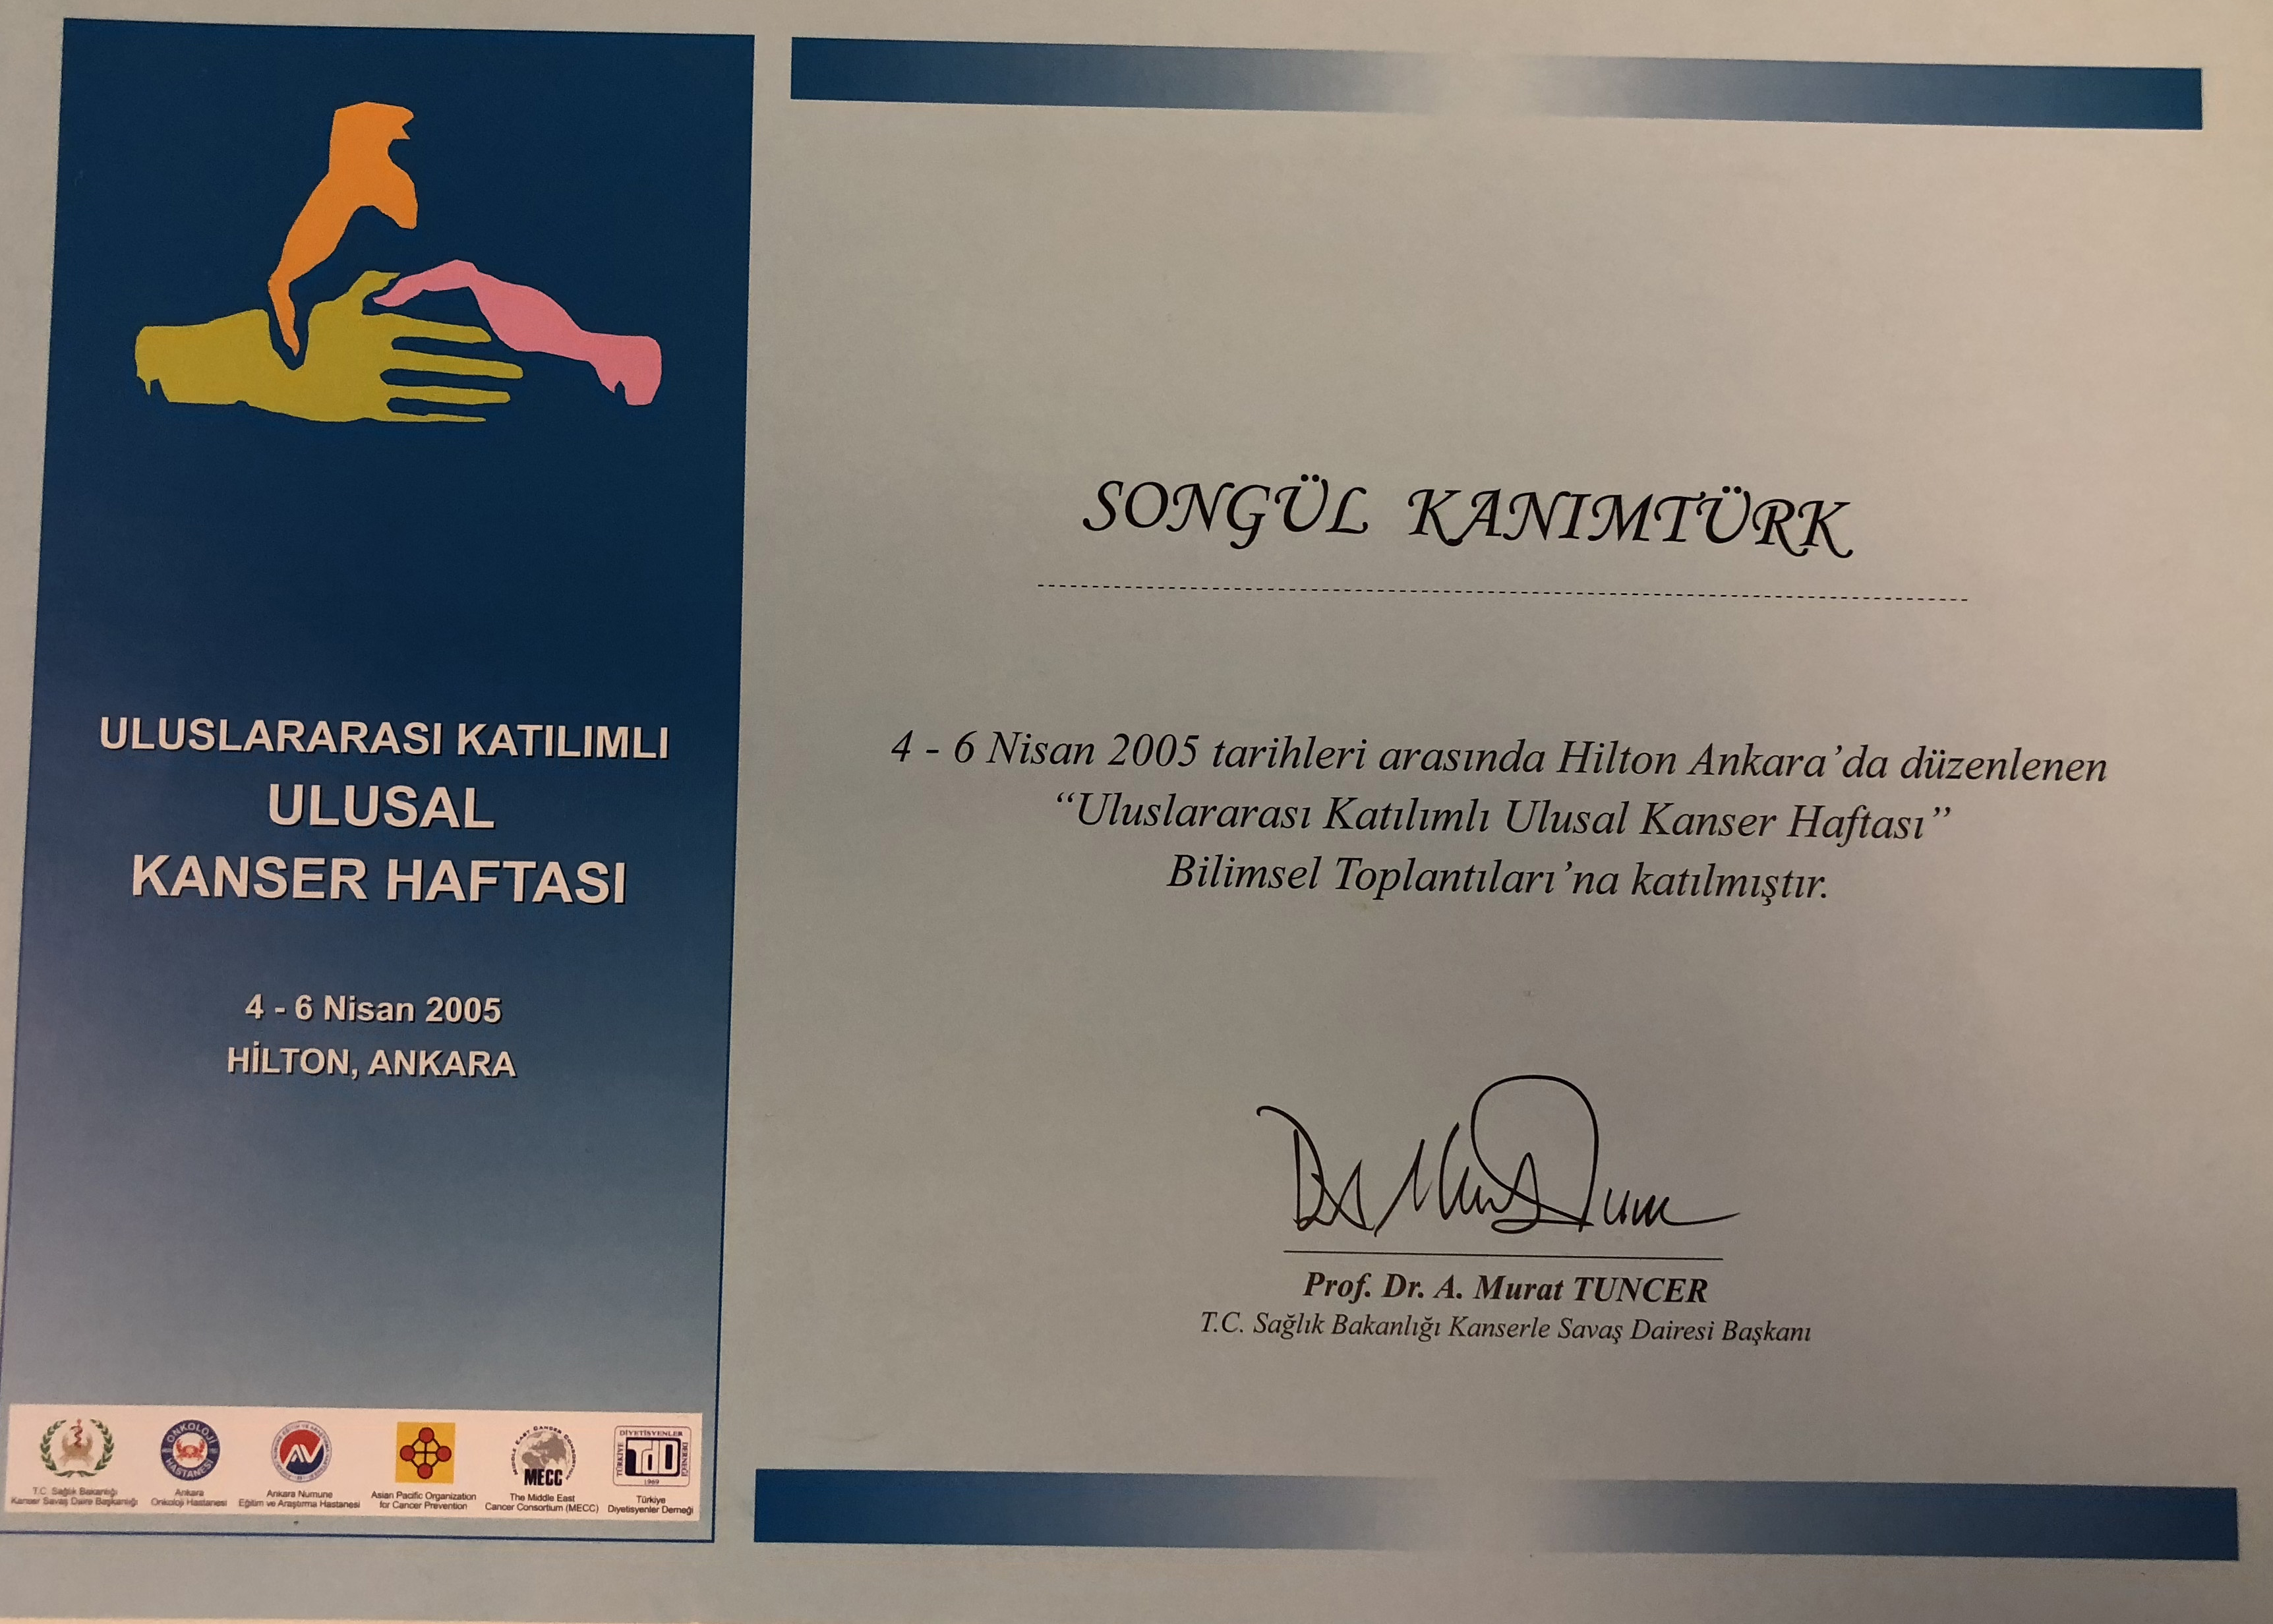 ULUSLARARASI KATILIMLI
ULUSAL
KANSER HAFTASI
4 - 6 Nisan 2005
HİLTON, ANKARA
T.C. Sağlık Bakanlığı
Kanser Savaş Daire Başkanlığı
ONKOLOJİ
HASTANESİ
Ankara
Onkoloji Hastanesi
AV
Ankara Numune
Eğitim ve Araştırma Hastanesi
Asian Pacific Organization
for Cancer Prevention
MIDDLE EAST CANCER CONSORTIUM
MECC
The Middle East
Cancer Consortium (MECC)
DİYETİSYENLER
TÜRKİYE
TDD
DERNEĞİ
1969
Türkiye
Diyetisyenler Derneği
SONGÜL KANIMTÜRK
4 - 6 Nisan 2005 tarihleri arasında Hilton Ankara’da düzenlenen
“Uluslararası Katılımlı Ulusal Kanser Haftası”
Bilimsel Toplantıları’na katılmıştır.
Prof. Dr. A. Murat TUNCER
T.C. Sağlık Bakanlığı Kanserle Savaş Dairesi Başkanı